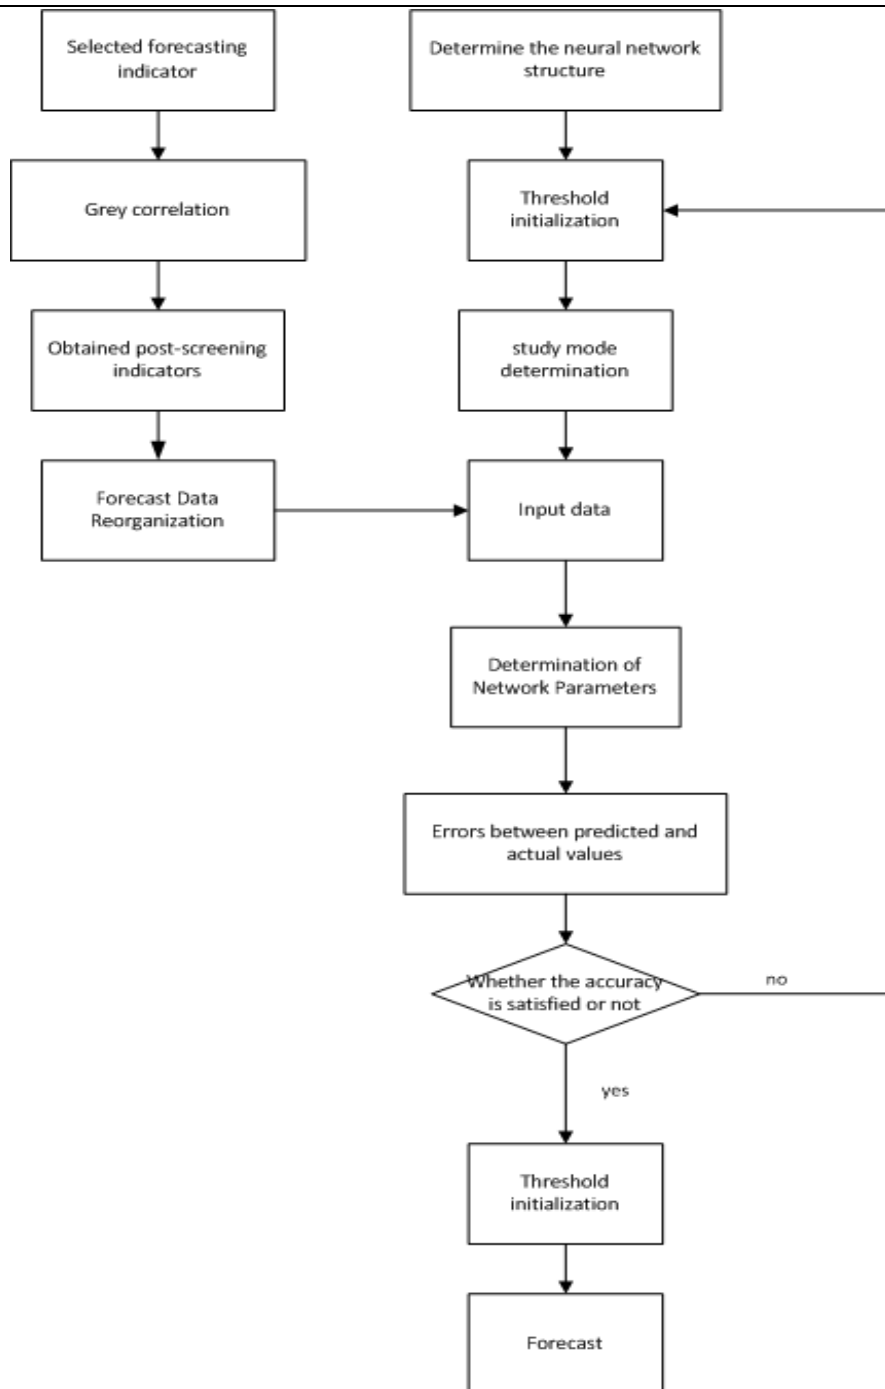 Selected forecasting
indicator
Determine the neural network
structure
Grey correlation
Threshold
initialization
Obtained post-screening
indicators
study mode
determination
Forecast Data
Reorganization
Input data
Determination of
Network Parameters
Errors between predicted and
actual values
Whether the accuracy
is satisfied or not
no
yes
Threshold
initialization
Forecast